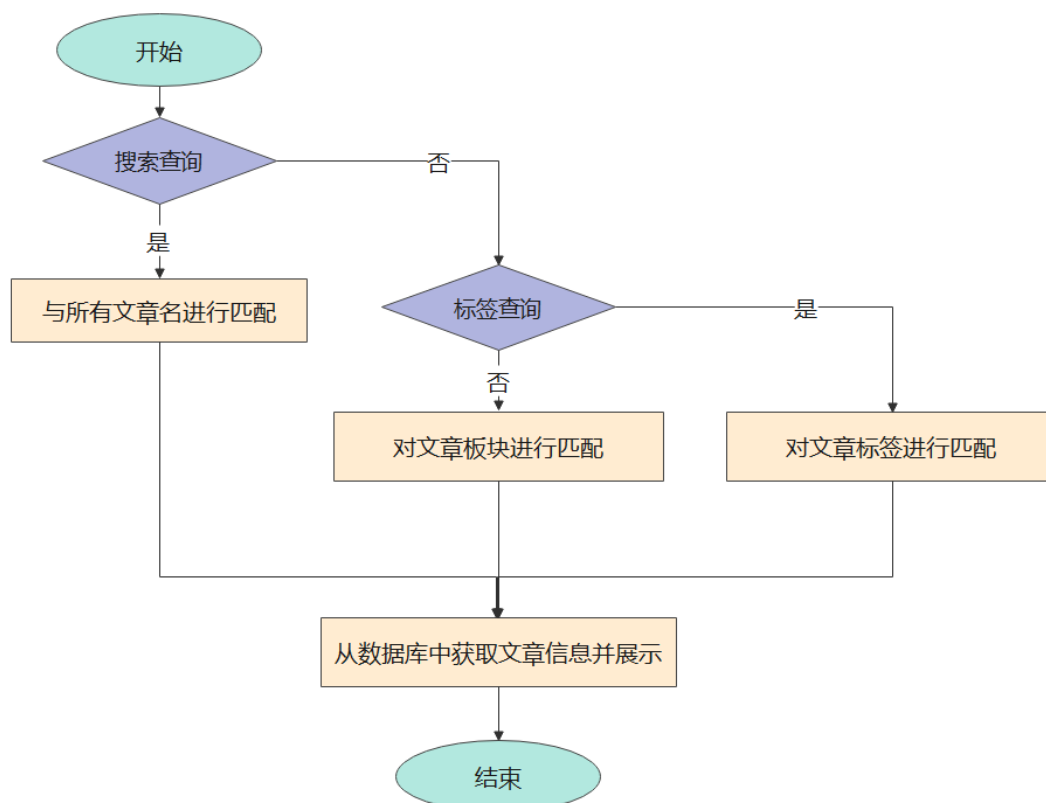 开始
搜索查询
否
是
与所有文章名进行匹配
标签查询
是
否
对文章板块进行匹配
对文章标签进行匹配
从数据库中获取文章信息并展示
结束